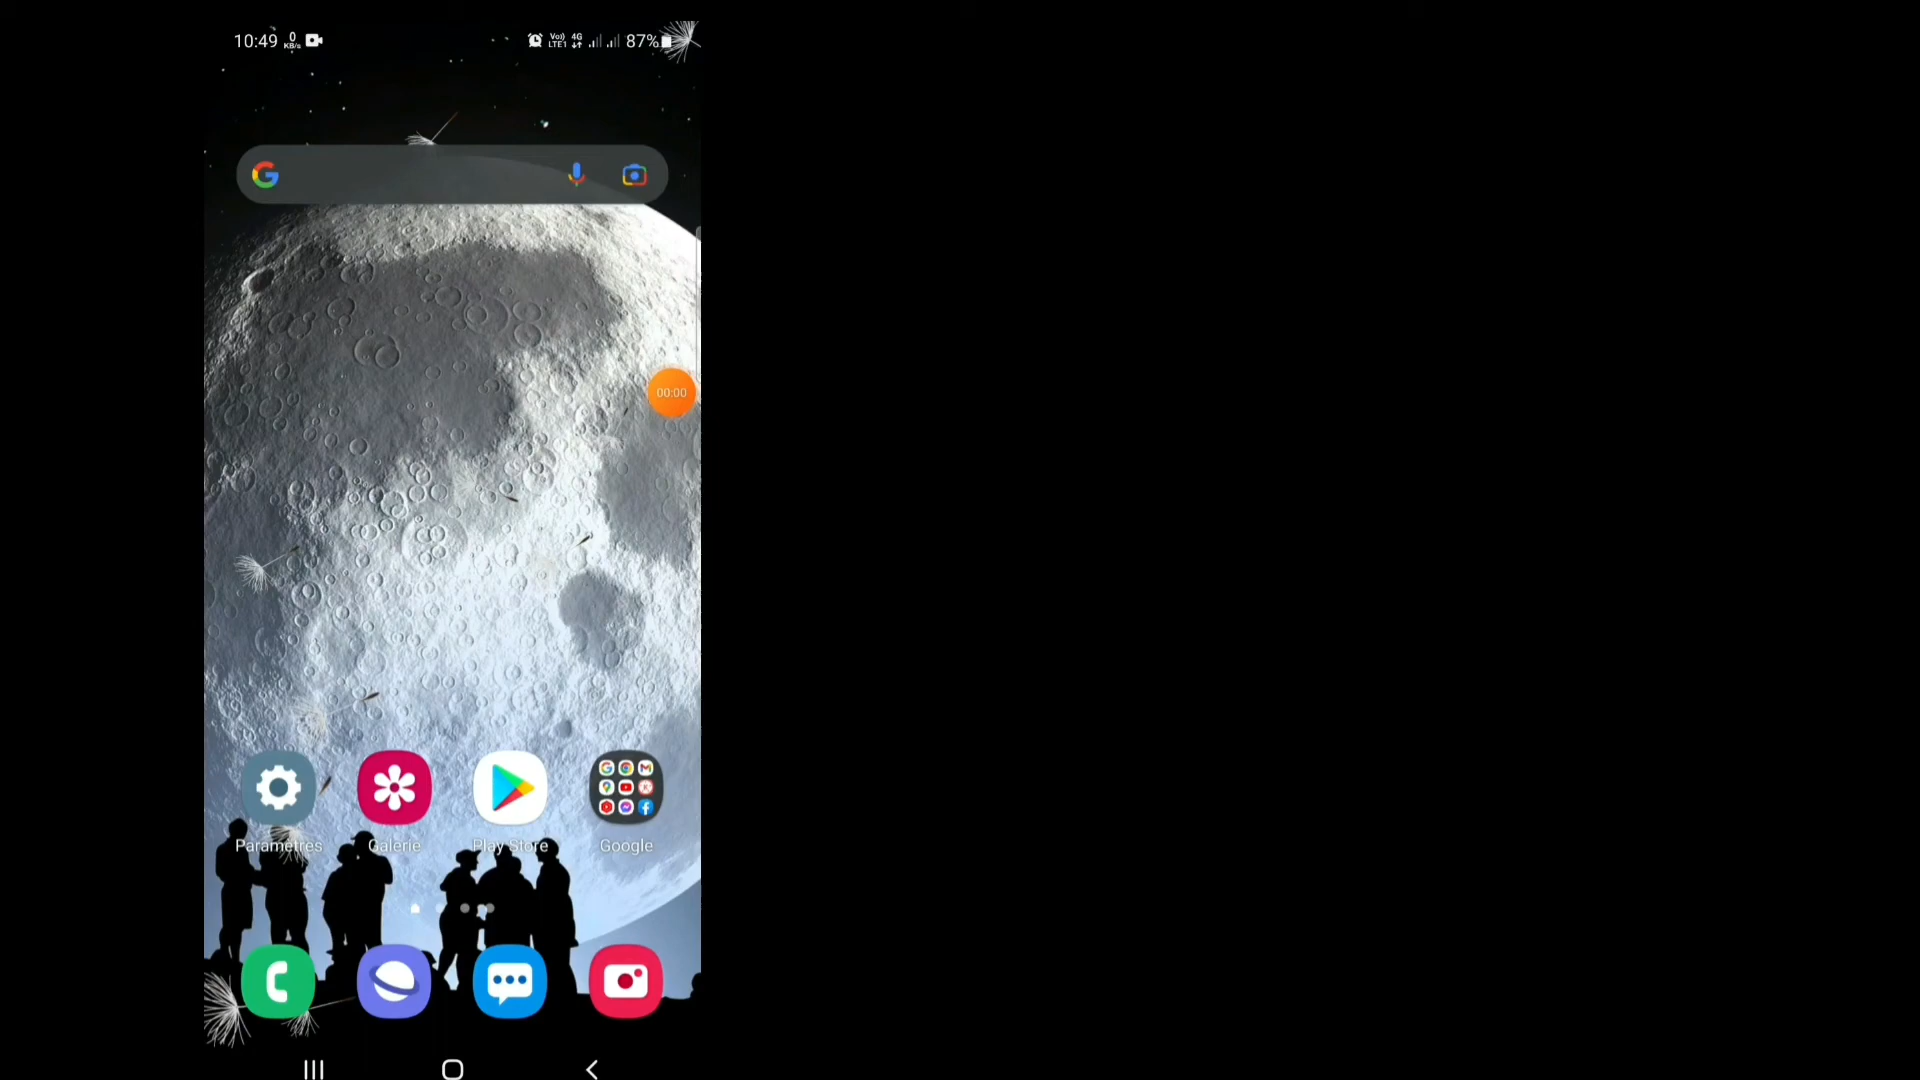 10:49 0 KB/s Vo)) LTE1 4G 87%
00:00
Paramètres Galerie Play Store Google